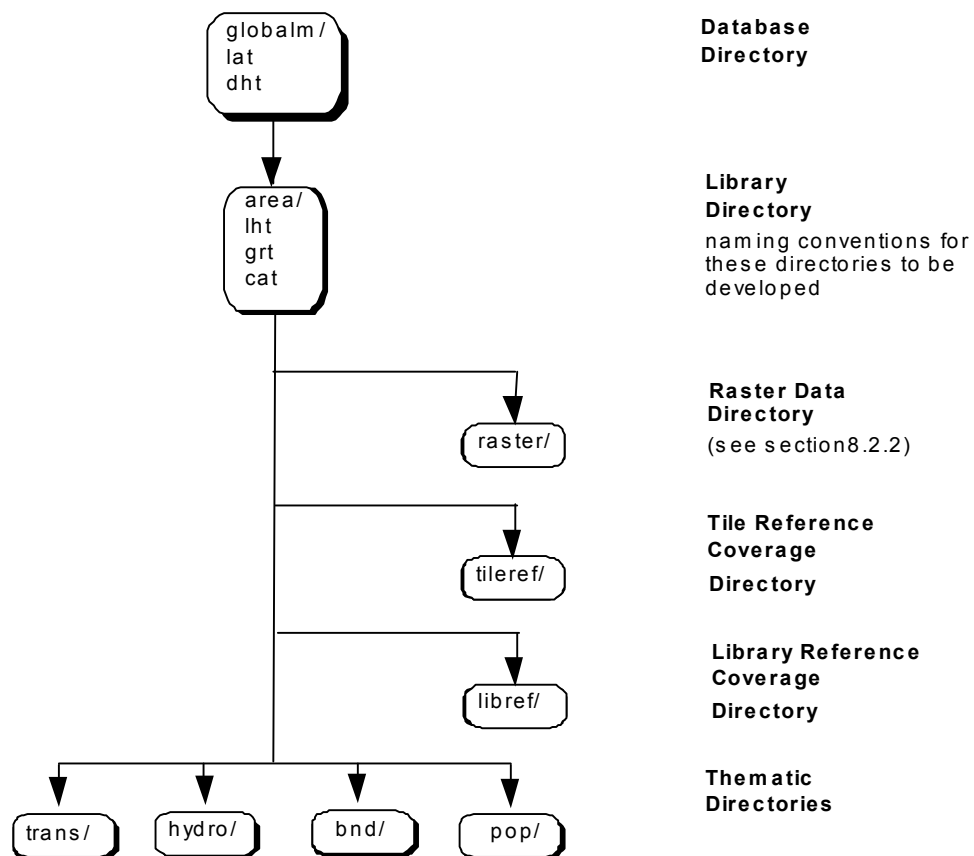 globalm/
lat
dht
Database
Directory
area/
lht
grt
cat
Library
Directory
naming conventions for
these directories to be
developed
raster/
Raster Data
Directory
(see section8.2.2)
tileref/
Tile Reference
Coverage
Directory
libref/
Library Reference
Coverage
Directory
trans/
hydro/
bnd/
pop/
Thematic
Directories